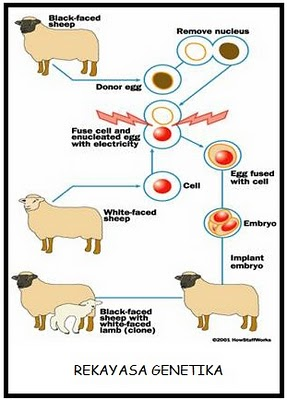 Black-faced
sheep
Remove nucleus
Donor egg
Fuse cell and
enucleated egg
with electricity
Egg fused
with cell
Cell
White-faced
sheep
Embryo
Implant
embryo
Black-faced
sheep with
white-faced
lamb (clone)
©2001 HowStuffWorks
REKAYASA GENETIKA